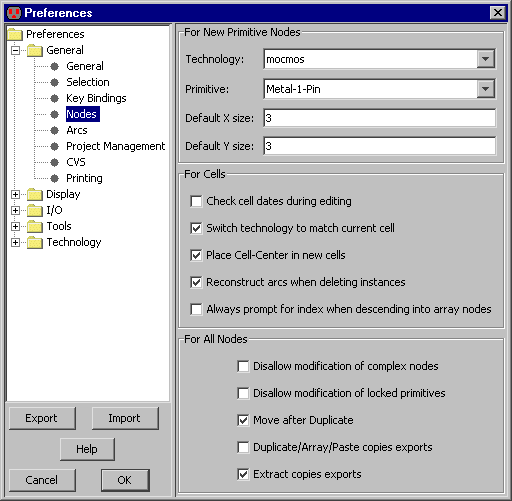 Preferences
Preferences
General
General
Selection
Key Bindings
Nodes
Arcs
Project Management
CVS
Printing
Display
I/O
Tools
Technology
Export
Import
Help
Cancel
OK
For New Primitive Nodes
Technology: mocmos
Primitive: Metal-1-Pin
Default X size: 3
Default Y size: 3
For Cells
Check cell dates during editing
Switch technology to match current cell
Place Cell-Center in new cells
Reconstruct arcs when deleting instances
Always prompt for index when descending into array nodes
For All Nodes
Disallow modification of complex nodes
Disallow modification of locked primitives
Move after Duplicate
Duplicate/Array/Paste copies exports
Extract copies exports